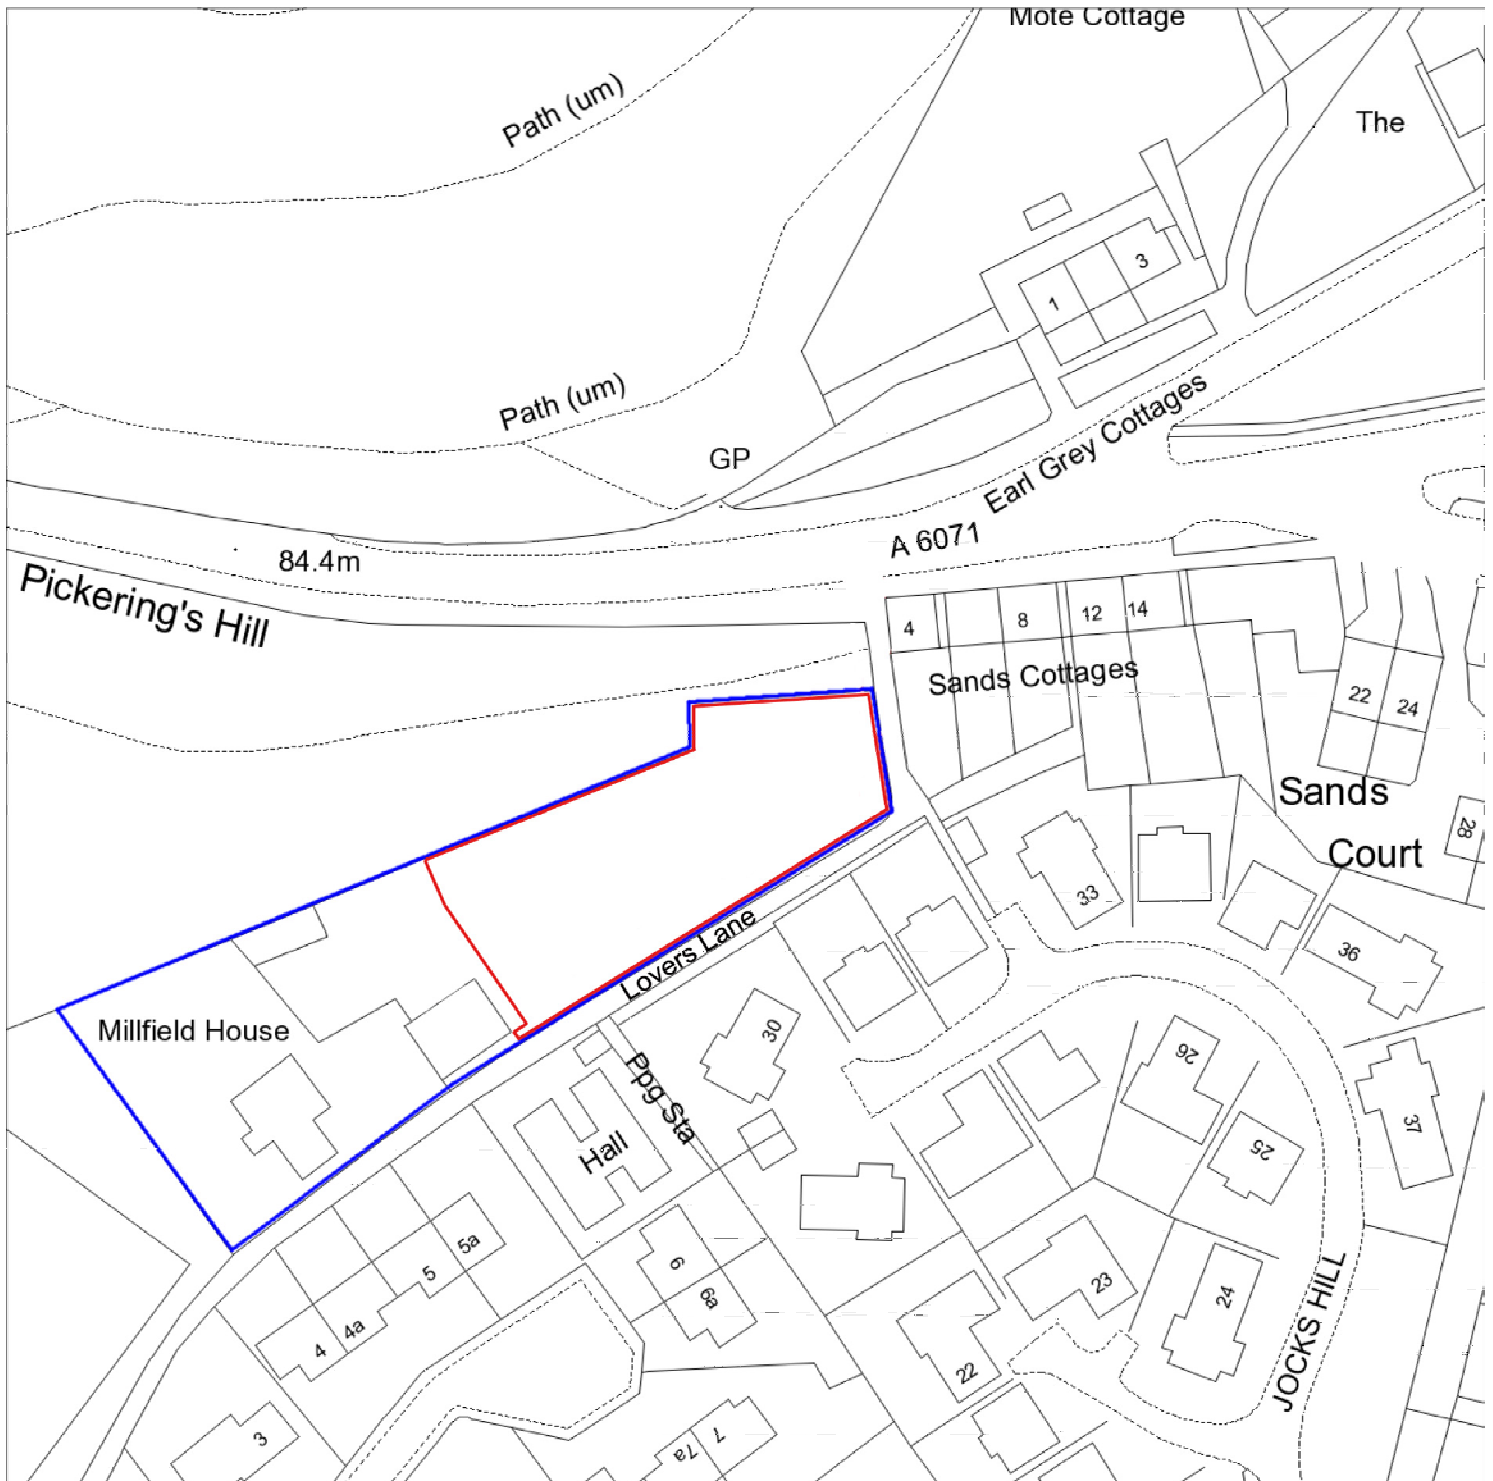 Mote Cottage
Path (um)
The
3
1
Path (um)
Earl Grey Cottages
GP
A 6071
84.4m
Pickering's Hill
4
8
12
14
Sands Cottages
22
24
Sands
Court
28
33
36
Lovers Lane
Millfield House
30
Ppg Sta
26
25
37
Hall
5a
5
6
6a
4a
4
23
24
22
JOCKS HILL
3
7
7a